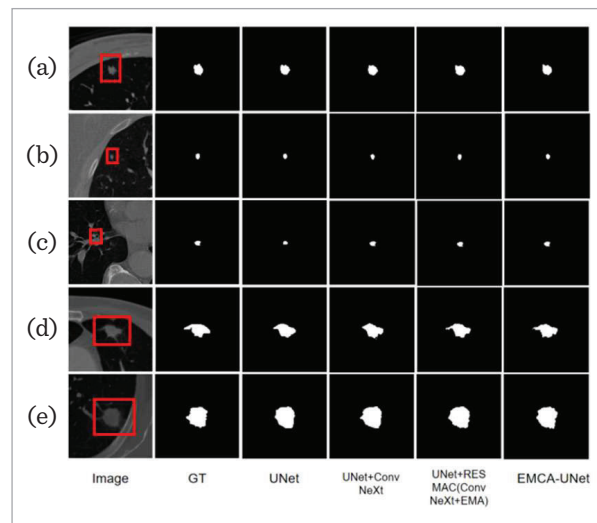 (a)
(b)
(c)
(d)
(e)
Image
GT
UNet
UNet+Conv
NeXt
UNet+RES
MAC(Conv
NeXt+EMA)
EMCA-UNet